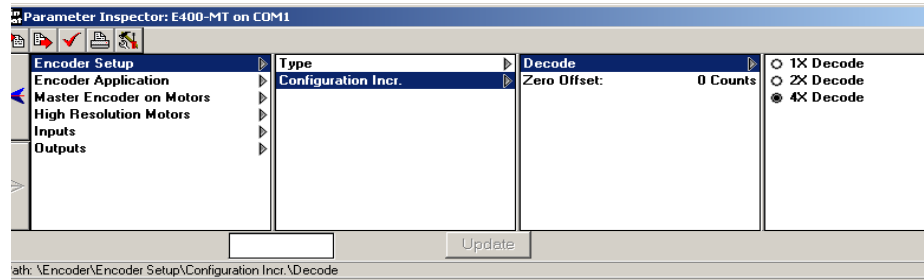 Parameter Inspector: E400-MT on COM1
Encoder Setup
Encoder Application
Master Encoder on Motors
High Resolution Motors
Inputs
Outputs
Type
Configuration Incr.
Decode
Zero Offset: 0 Counts
1X Decode
2X Decode
4X Decode
Update
ath: \Encoder\Encoder Setup\Configuration Incr.\Decode